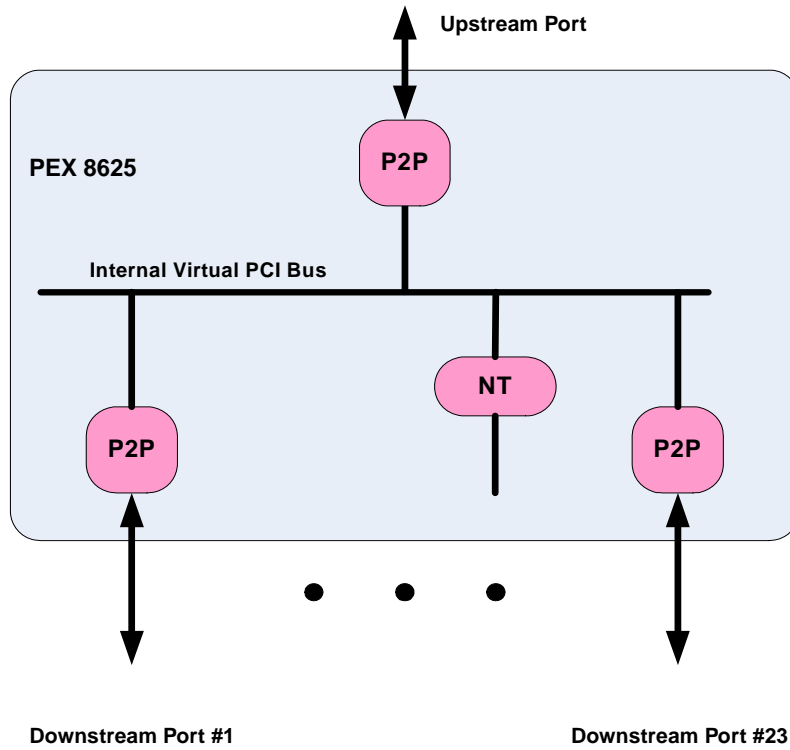 Upstream Port
P2P
PEX 8625
Internal Virtual PCI Bus
NT
P2P
P2P
Downstream Port #1
Downstream Port #23